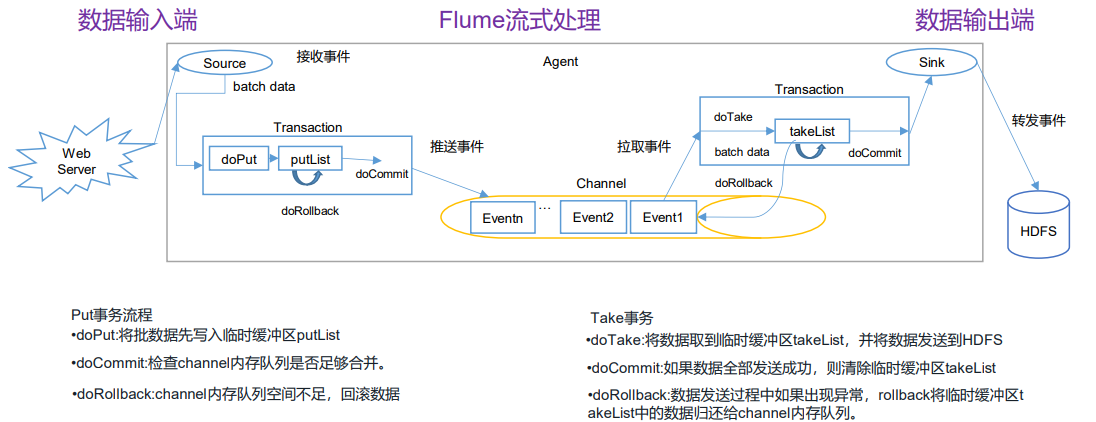 数据输入端
Flume流式处理
数据输出端
Source
接收事件
Agent
Sink
batch data
Transaction
Transaction
Web
Server
doPut
putList
doCommit
doRollback
推送事件
拉取事件
doTake
takeList
batch data
doCommit
doRollback
转发事件
Channel
Eventn
...
Event2
Event1
HDFS
Put事务流程
•doPut:将批数据先写入临时缓冲区putList
•doCommit:检查channel内存队列是否足够合并。
•doRollback:channel内存队列空间不足，回滚数据
Take事务
•doTake:将数据取到临时缓冲区takeList，并将数据发送到HDFS
•doCommit:如果数据全部发送成功，则清除临时缓冲区takeList
•doRollback:数据发送过程中如果出现异常，rollback将临时缓冲区t
akeList中的数据归还给channel内存队列。